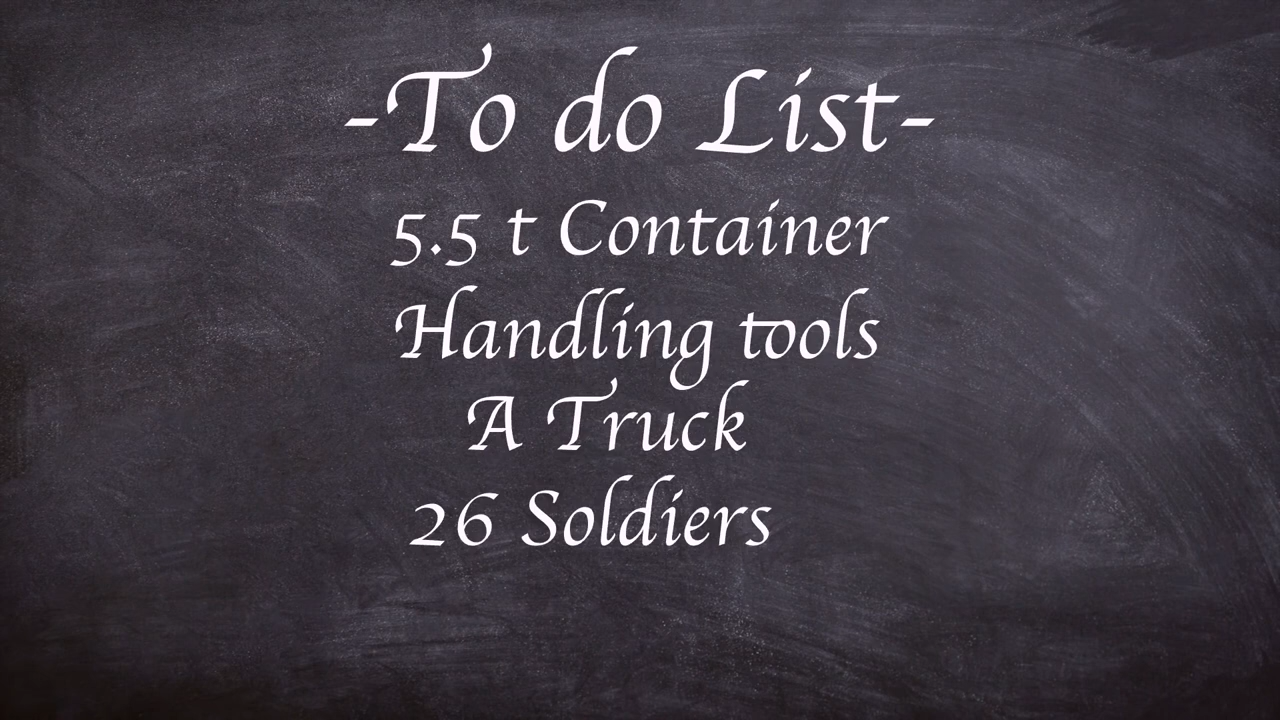 -To do List-
5.5 t Container
Handling tools
A Truck
26 Soldiers